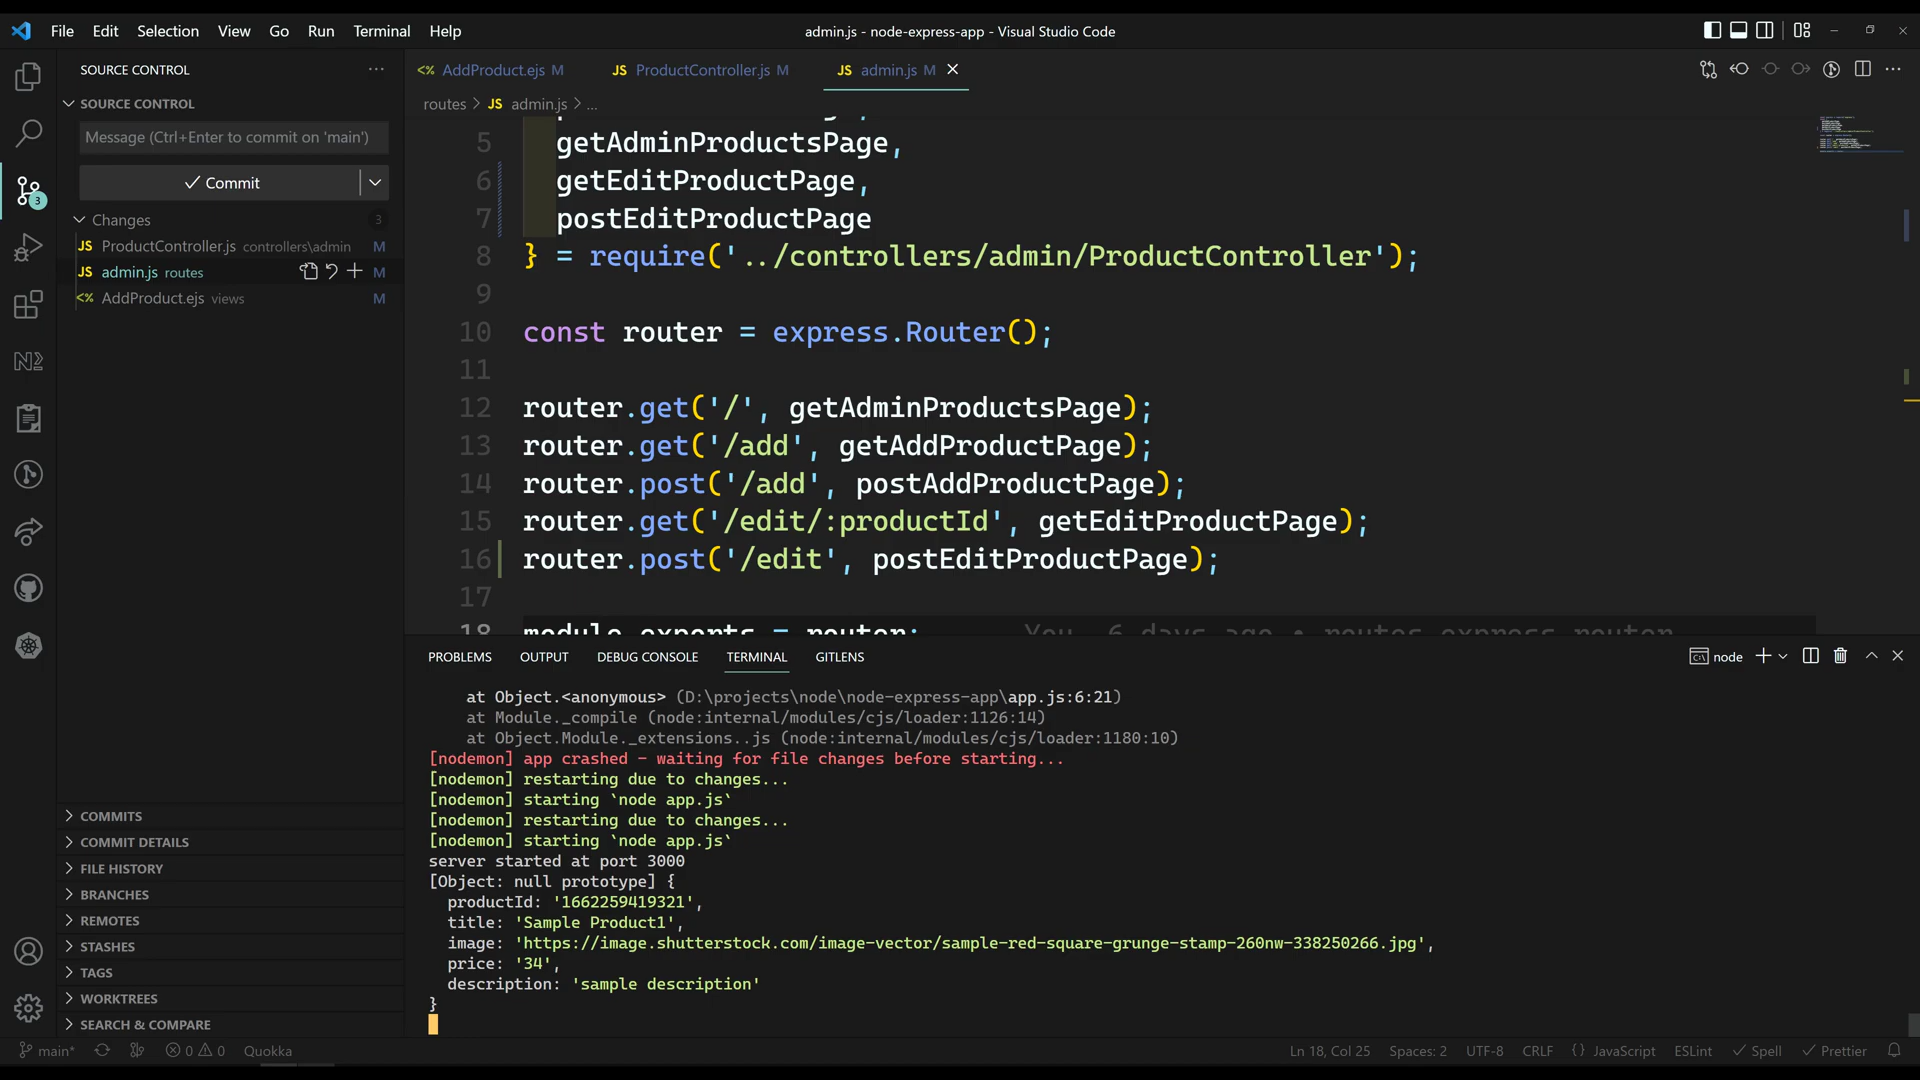 File Edit Selection View Go Run Terminal Help
admin.js - node-express-app - Visual Studio Code
SOURCE CONTROL
AddProduct.ejs M
JS ProductController.js M
JS admin.js M
SOURCE CONTROL
routes > JS admin.js > ...
Message (Ctrl+Enter to commit on 'main')
Commit
Changes 3
JS ProductController.js controllers\admin M
JS admin.js routes M
AddProduct.ejs views M
5 getAdminProductsPage,
6 getEditProductPage,
7 postEditProductPage
8 } = require('../controllers/admin/ProductController');
9
10 const router = express.Router();
11
12 router.get('/', getAdminProductsPage);
13 router.get('/add', getAddProductPage);
14 router.post('/add', postAddProductPage);
15 router.get('/edit/:productId', getEditProductPage);
16 router.post('/edit', postEditProductPage);
17
18 module.exports = router; You, 6 days ago • routes express router
PROBLEMS OUTPUT DEBUG CONSOLE TERMINAL GITLENS
node
at Object.<anonymous> (D:\projects\node\node-express-app\app.js:6:21)
at Module._compile (node:internal/modules/cjs/loader:1126:14)
at Object.Module._extensions..js (node:internal/modules/cjs/loader:1180:10)
[nodemon] app crashed - waiting for file changes before starting...
[nodemon] restarting due to changes...
[nodemon] starting `node app.js`
[nodemon] restarting due to changes...
[nodemon] starting `node app.js`
server started at port 3000
[Object: null prototype] {
productId: '1662259419321',
title: 'Sample Product1',
image: 'https://image.shutterstock.com/image-vector/sample-red-square-grunge-stamp-260nw-338250266.jpg',
price: '34',
description: 'sample description'
}
COMMITS
COMMIT DETAILS
FILE HISTORY
BRANCHES
REMOTES
STASHES
TAGS
WORKTREES
SEARCH & COMPARE
3
main* 0 0 Quokka
Ln 18, Col 25 Spaces: 2 UTF-8 CRLF {} JavaScript ESLint Spell Prettier